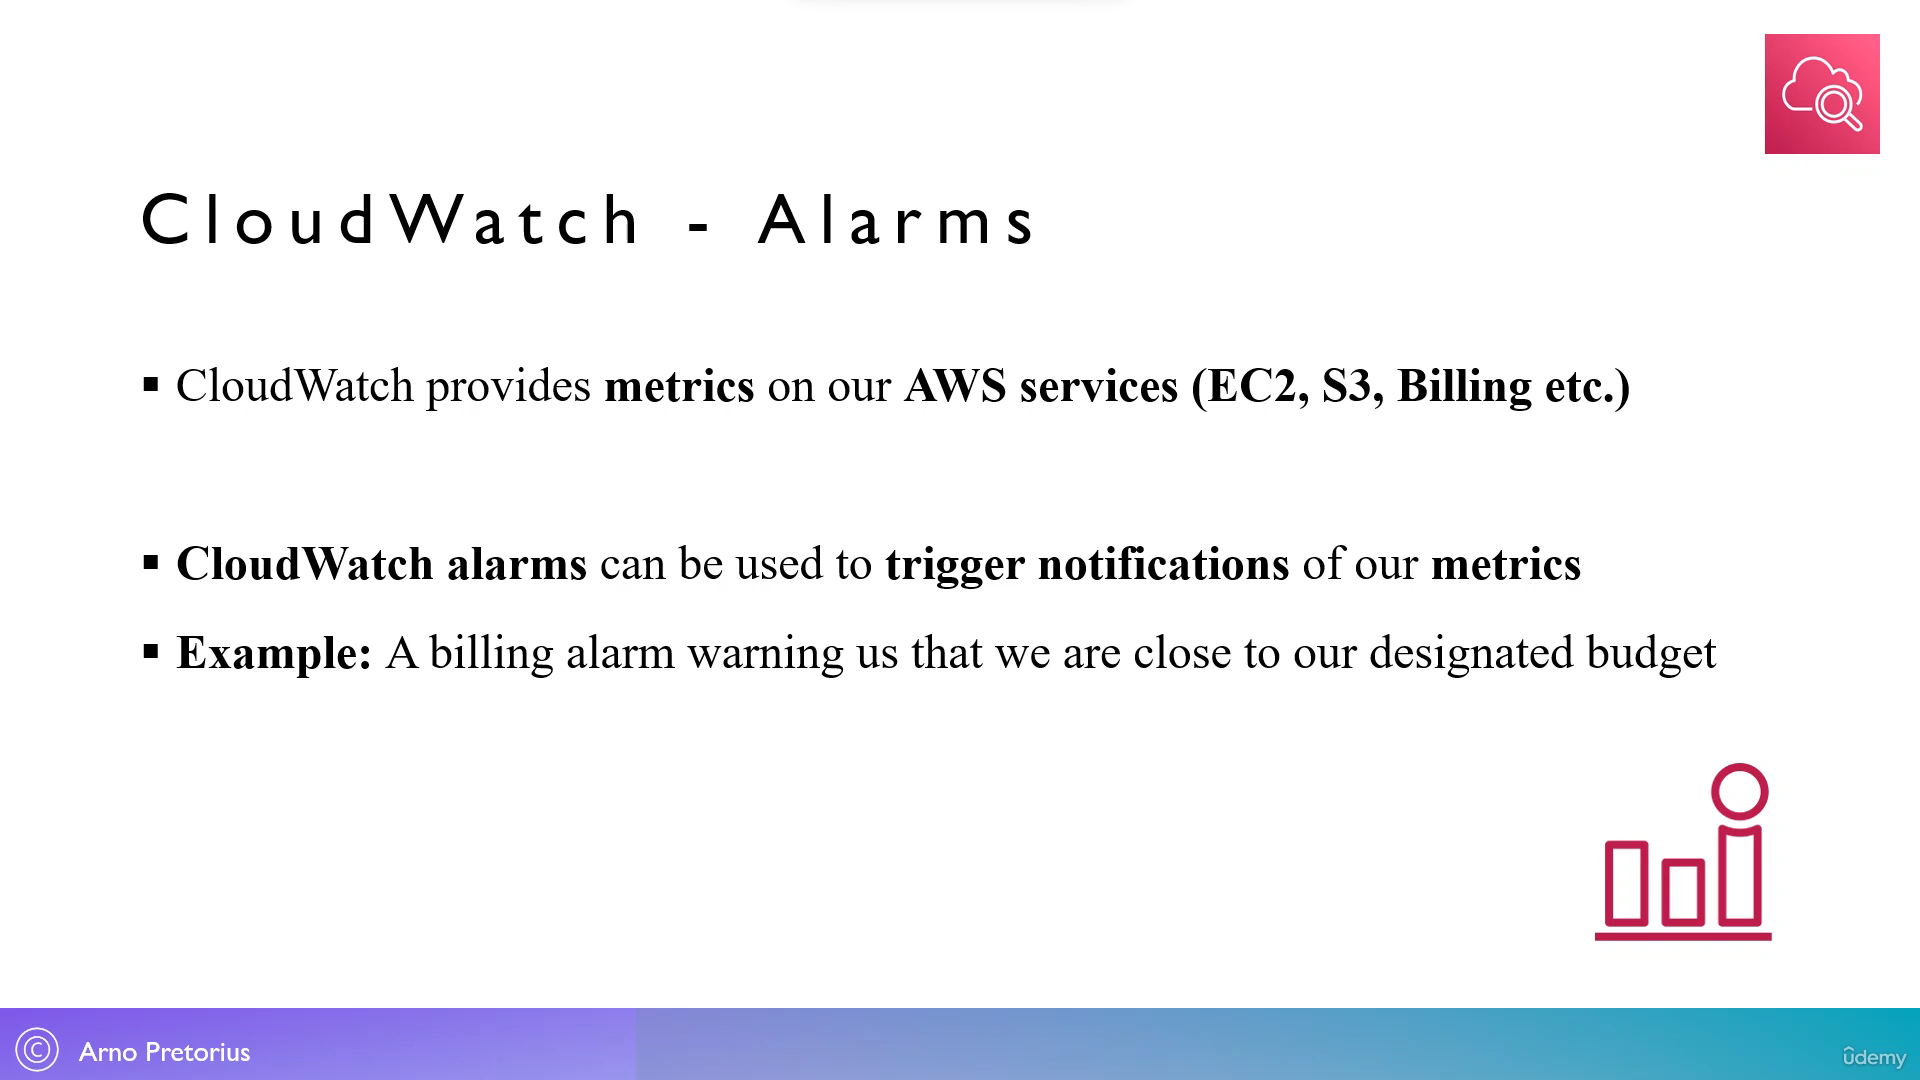 CloudWatch - Alarms
▪ CloudWatch provides metrics on our AWS services (EC2, S3, Billing etc.)
▪ CloudWatch alarms can be used to trigger notifications of our metrics
▪ Example: A billing alarm warning us that we are close to our designated budget
© Arno Pretorius
ûdemy